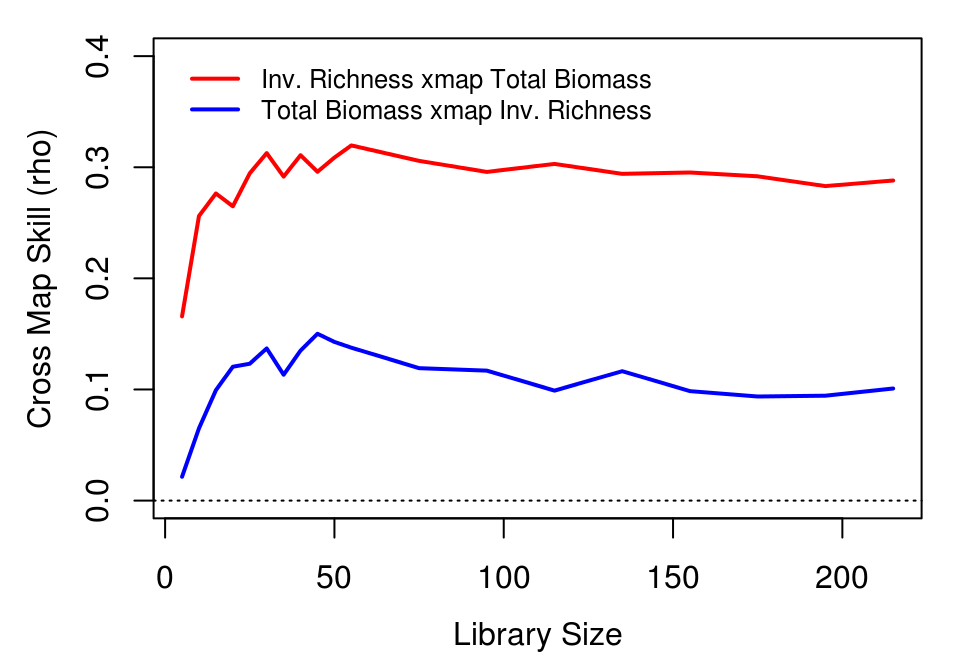 Inv. Richness xmap Total Biomass
Total Biomass xmap Inv. Richness
Cross Map Skill (rho)
0.4
0.3
0.2
0.1
0.0
0 50 100 150 200
Library Size